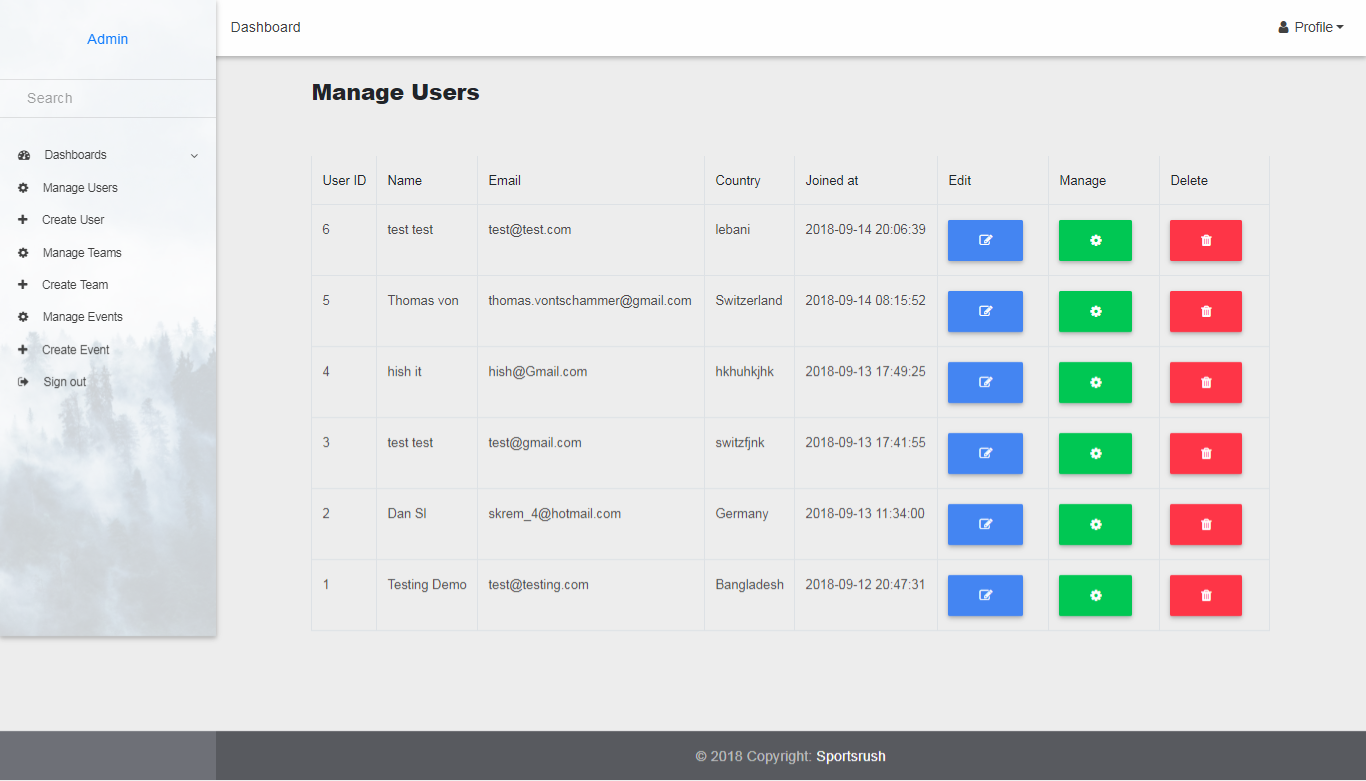 Admin
Dashboard
Profile
Search
Dashboards
Manage Users
Create User
Manage Teams
Create Team
Manage Events
Create Event
Sign out
Manage Users
User ID Name Email Country Joined at Edit Manage Delete
6 test test test@test.com lebani 2018-09-14 20:06:39
5 Thomas von thomas.vontschammer@gmail.com Switzerland 2018-09-14 08:15:52
4 hish it hish@Gmail.com hkhuhkjhk 2018-09-13 17:49:25
3 test test test@gmail.com switzfjnk 2018-09-13 17:41:55
2 Dan Sl skrem_4@hotmail.com Germany 2018-09-13 11:34:00
1 Testing Demo test@testing.com Bangladesh 2018-09-12 20:47:31
© 2018 Copyright: Sportsrush